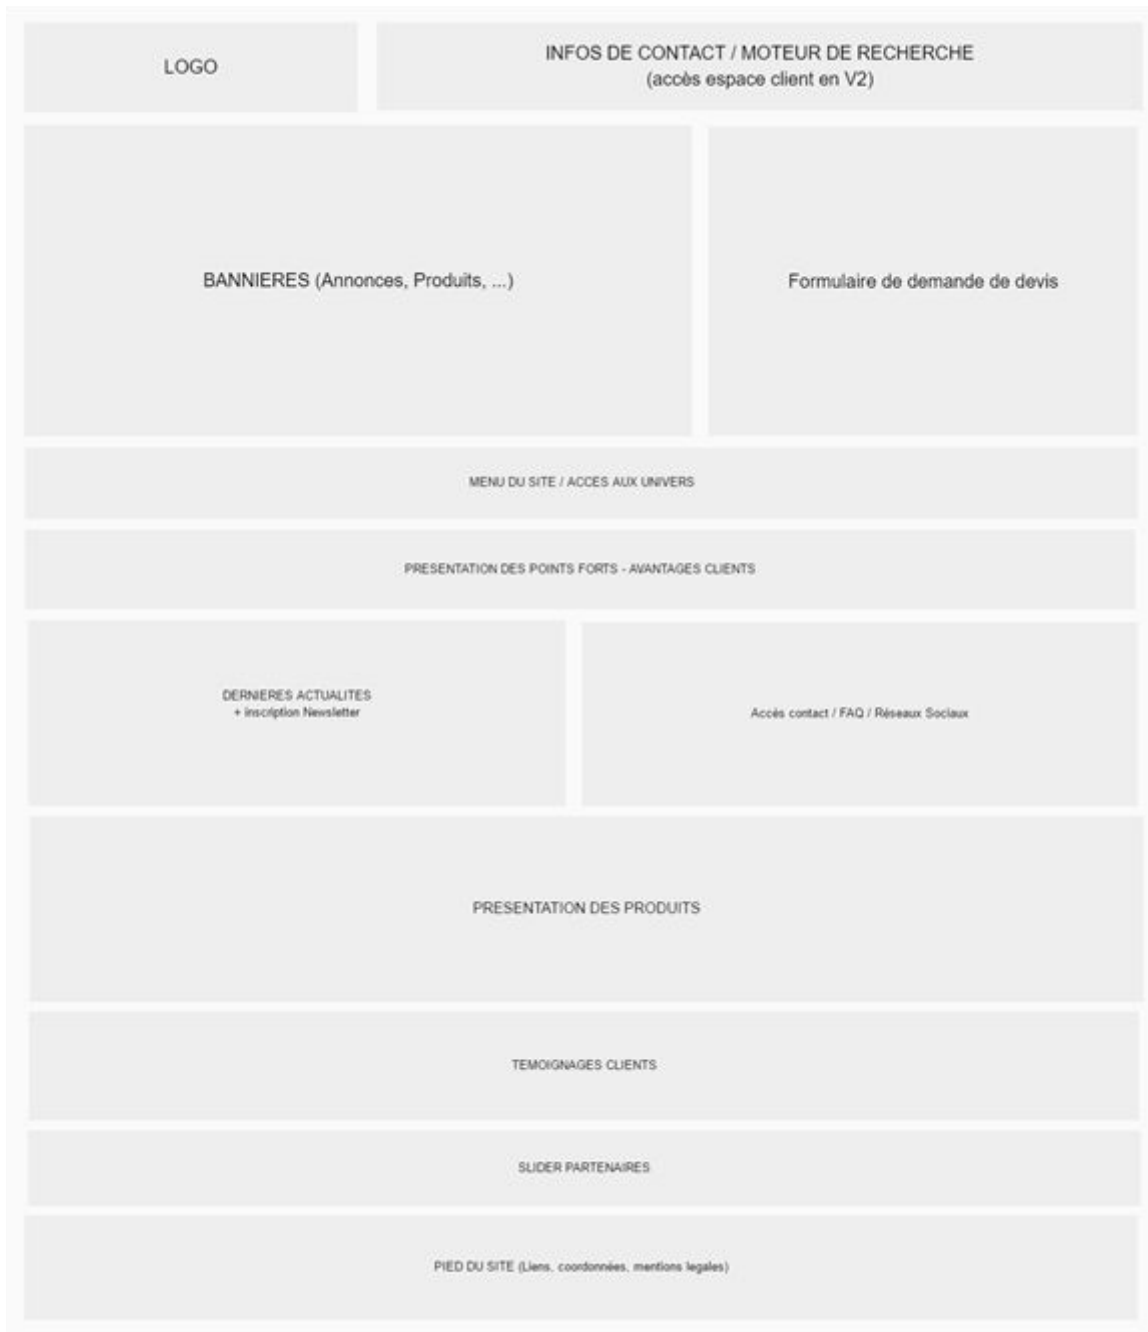 LOGO
INFOS DE CONTACT / MOTEUR DE RECHERCHE
(accès espace client en V2)
BANNIERES (Annonces, Produits, ...)
Formulaire de demande de devis
MENU DU SITE / ACCES AUX UNIVERS
PRESENTATION DES POINTS FORTS - AVANTAGES CLIENTS
DERNIERES ACTUALITES
+ inscription Newsletter
Accès contact / FAQ / Réseaux Sociaux
PRESENTATION DES PRODUITS
TEMOIGNAGES CLIENTS
SLIDER PARTENAIRES
PIED DU SITE (Liens, coordonnées, mentions legales)